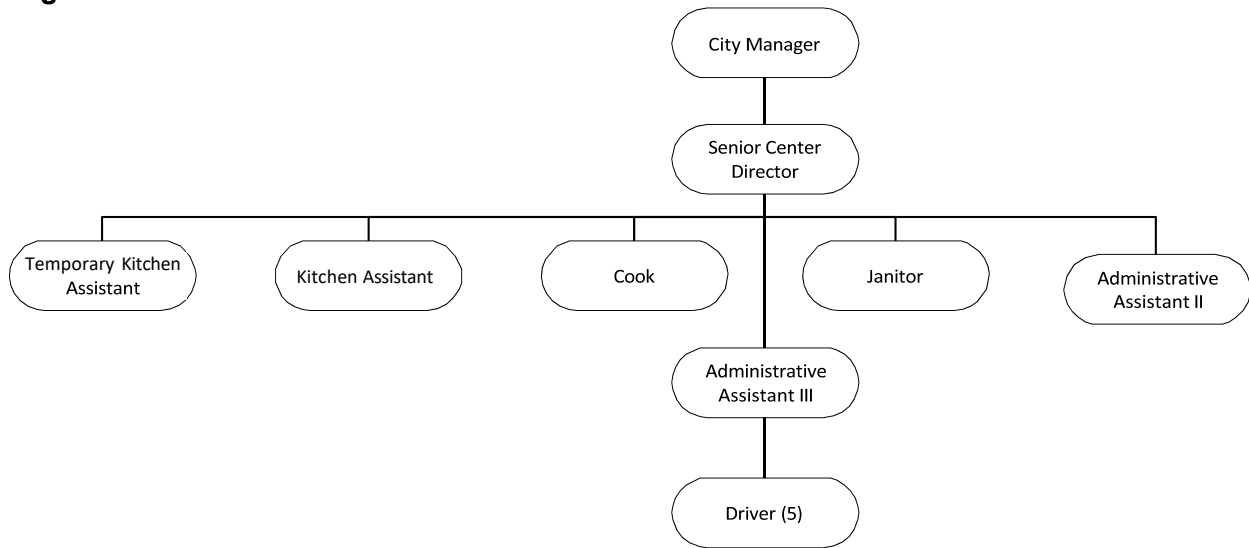 City Manager
Senior Center
Director
Temporary Kitchen
Assistant
Kitchen Assistant
Cook
Janitor
Administrative
Assistant II
Administrative
Assistant III
Driver (5)